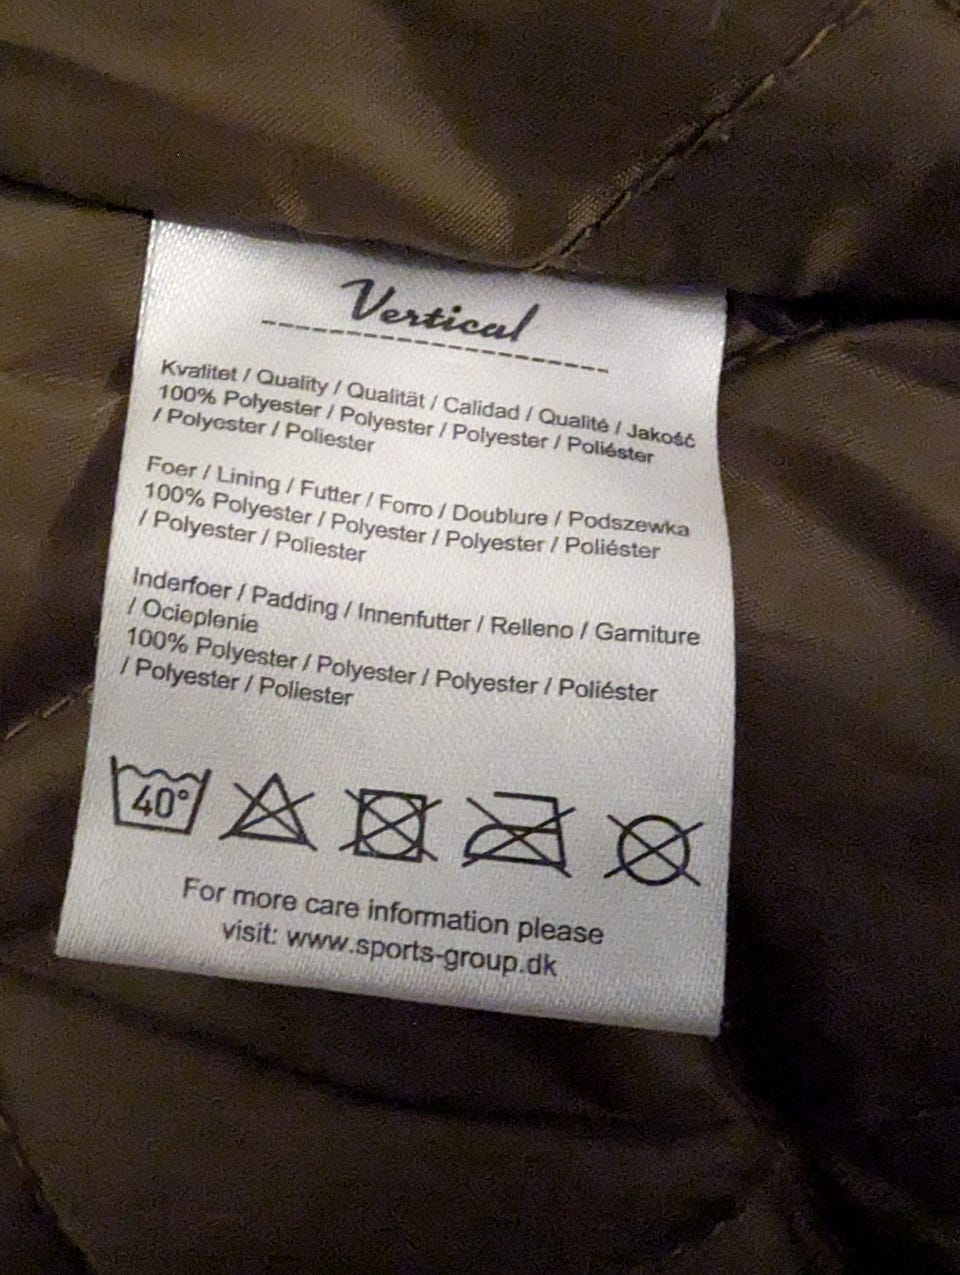 Vertical
Kvalitet / Quality / Qualität / Calidad / Qualité / Jakość
100% Polyester / Polyester / Polyester / Poliéster
/ Polyester / Poliester
Foer / Lining / Futter / Forro / Doublure / Podszewka
100% Polyester / Polyester / Polyester / Poliéster
/ Polyester / Poliester
Inderfoer / Padding / Innenfutter / Relleno / Garniture
/ Ocieplenie
100% Polyester / Polyester / Polyester / Poliéster
/ Polyester / Poliester
40°
For more care information please
visit: www.sports-group.dk